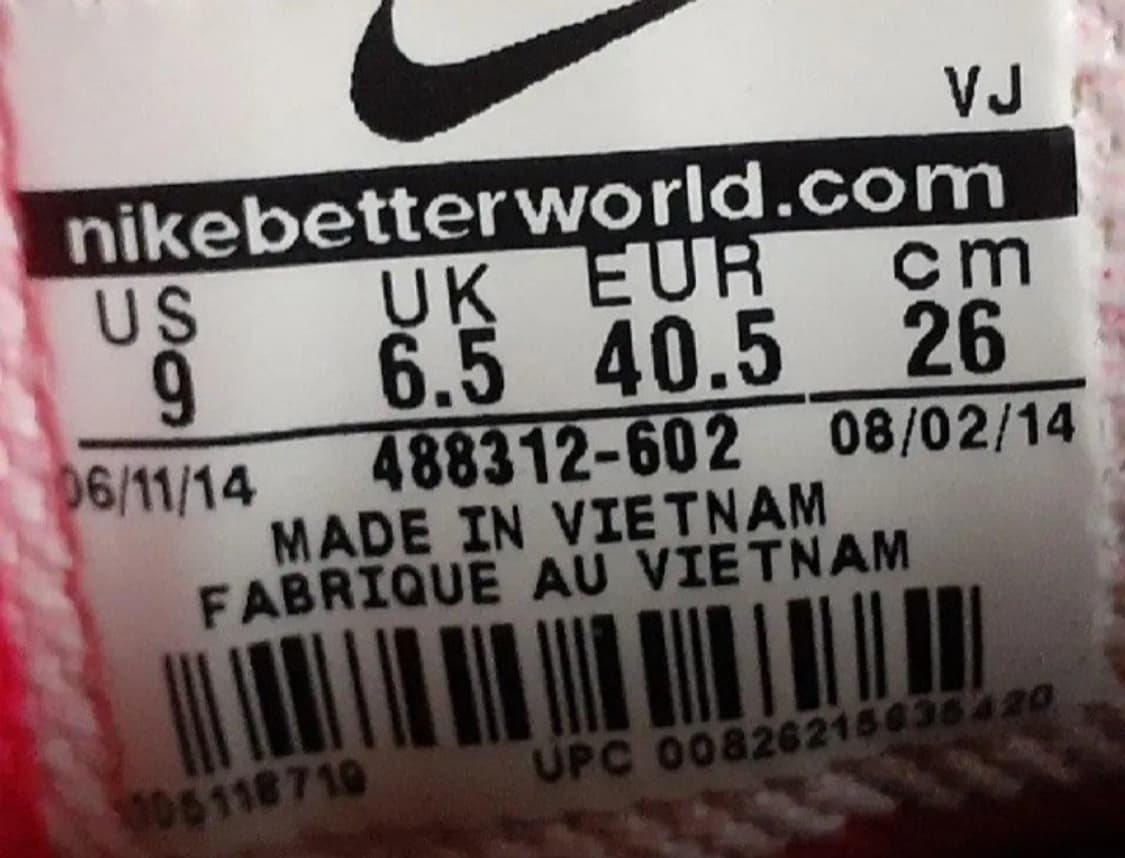 VJ
nikebetterworld.com
US UK EUR cm
9 6.5 40.5 26
06/11/14 488312-602 08/02/14
MADE IN VIETNAM
FABRIQUE AU VIETNAM
UPC